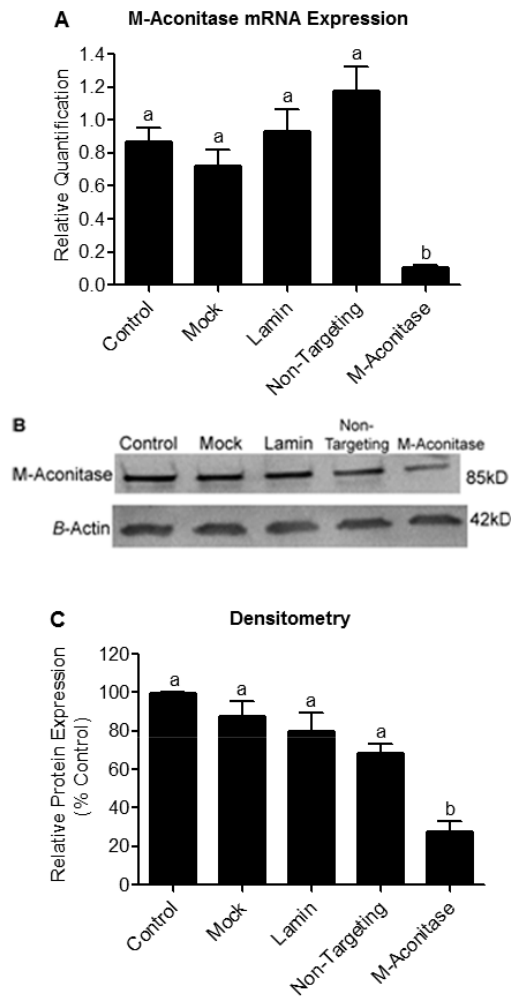 A
M-Aconitase mRNA Expression
Relative Quantification
1.4
1.2
1.0
0.8
0.6
0.4
0.2
0.0
a
a
a
a
b
Control
Mock
Lamin
Non-Targeting
M-Aconitase
B
Control
Mock
Lamin
Non-
Targeting
M-Aconitase
M-Aconitase
85kD
B-Actin
42kD
C
Densitometry
Relative Protein Expression
(% Control)
120
100
80
60
40
20
0
a
a
a
a
b
Control
Mock
Lamin
Non-Targeting
M-Aconitase